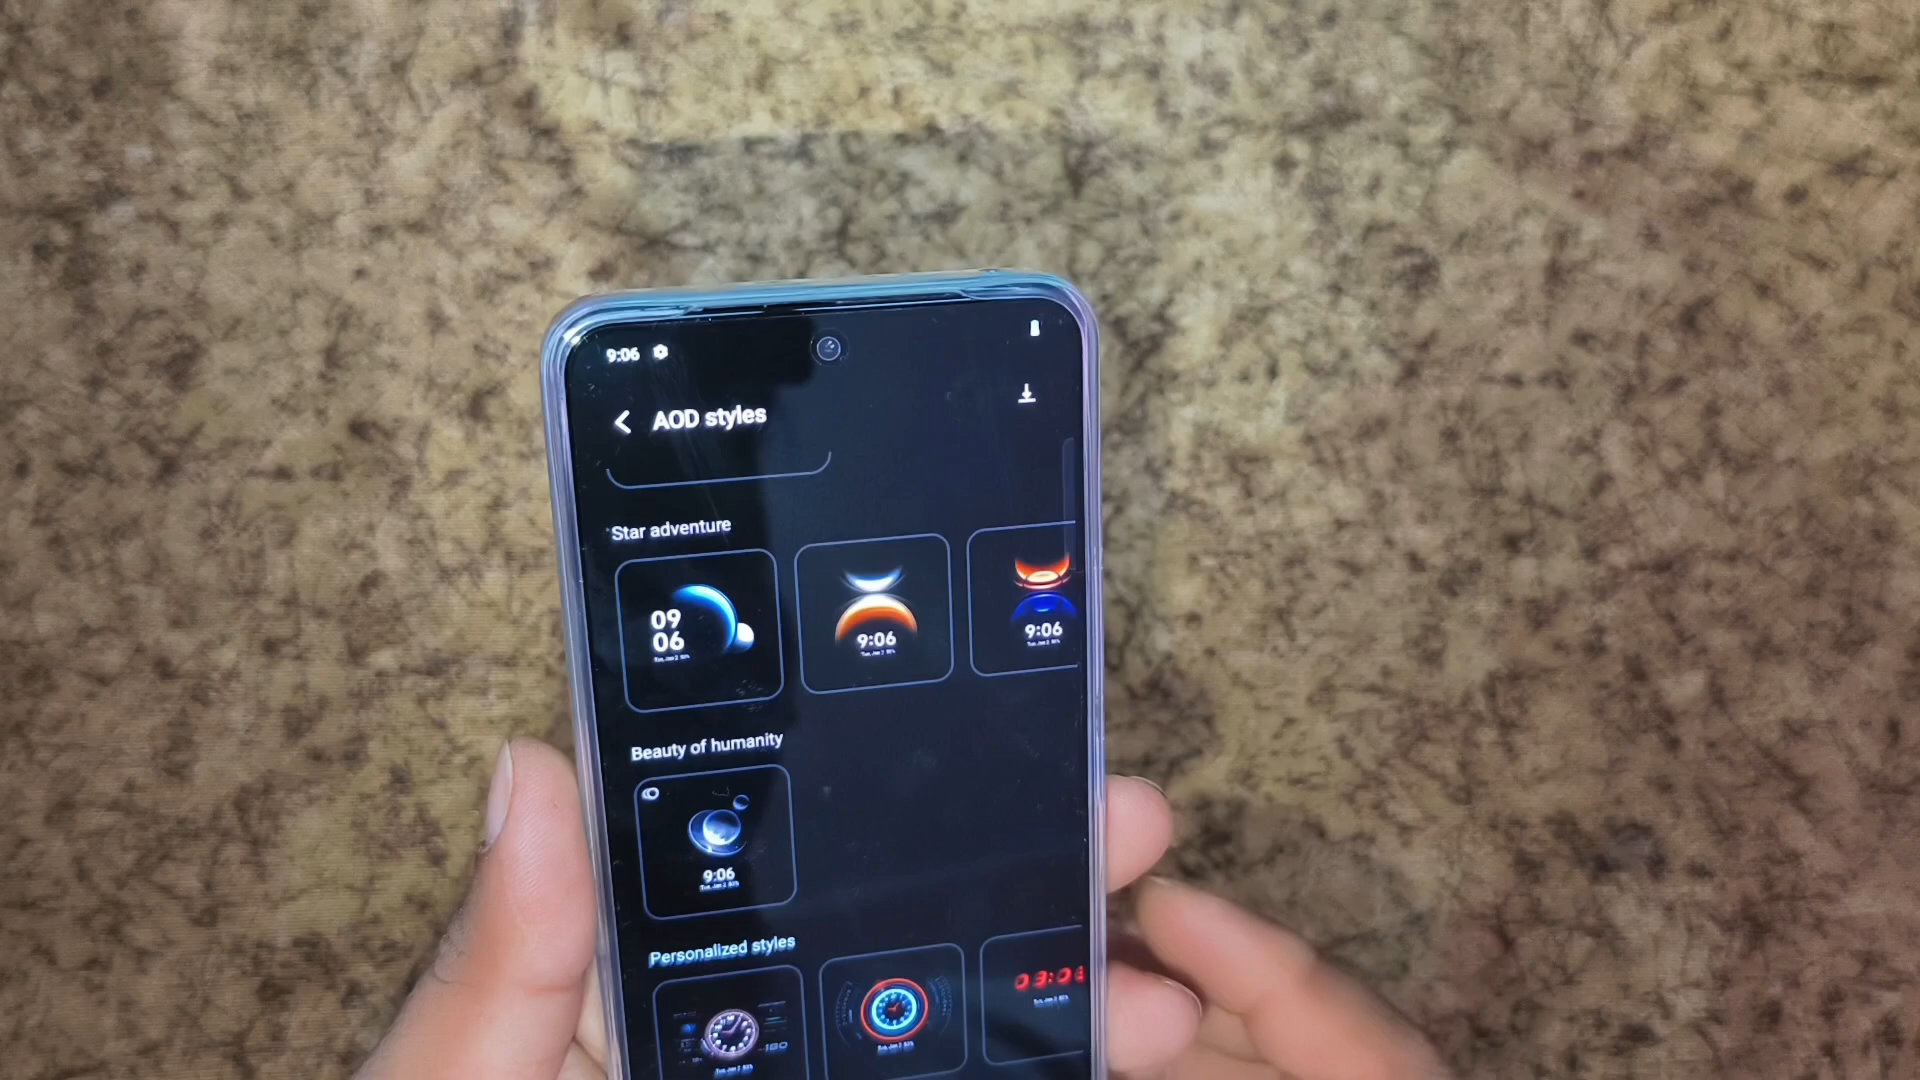 9:06
AOD styles
Star adventure
09
06
9:06
9:06
Beauty of humanity
9:06
Personalized styles